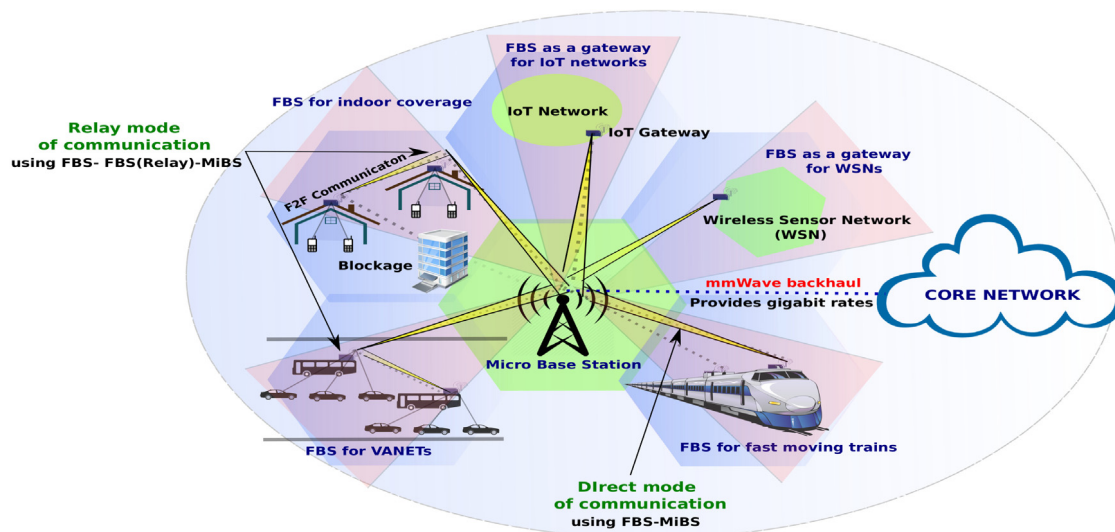 FBS as a gateway
for IoT networks
FBS for indoor coverage
IoT Network
IoT Gateway
Relay mode
of communication
using FBS- FBS(Relay)-MiBS
F2F Communicaton
FBS as a gateway
for WSNs
Wireless Sensor Network
(WSN)
Blockage
mmWave backhaul
Provides gigabit rates
CORE NETWORK
Micro Base Station
FBS for VANETs
FBS for fast moving trains
DIrect mode
of communication
using FBS-MiBS